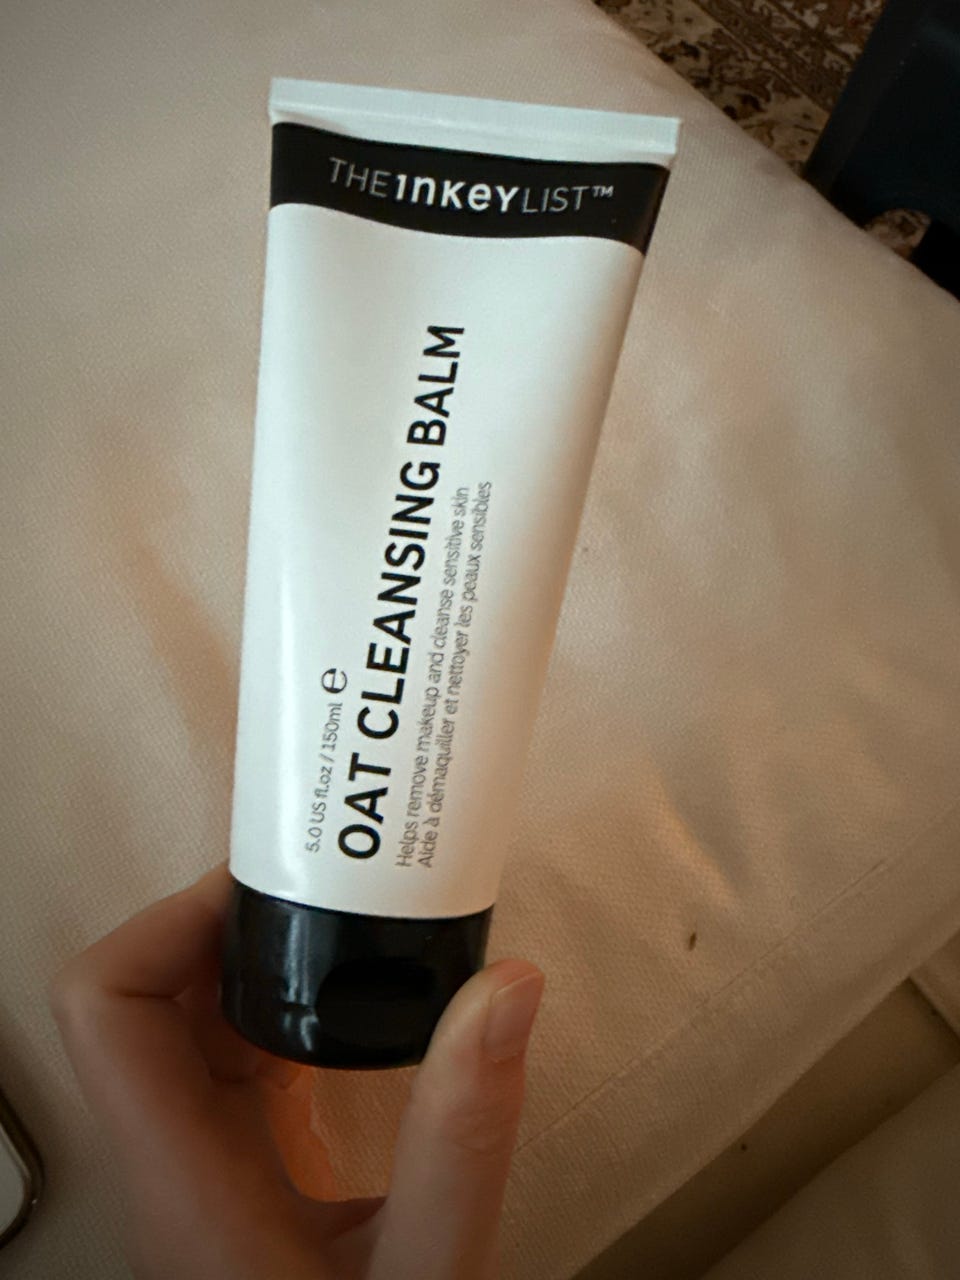 THE INKEY LIST™
5.0 US fl.oz / 150ml ℮
OAT CLEANSING BALM
Helps remove makeup and cleanse sensitive skin
Aide à démaquiller et nettoyer les peaux sensibles